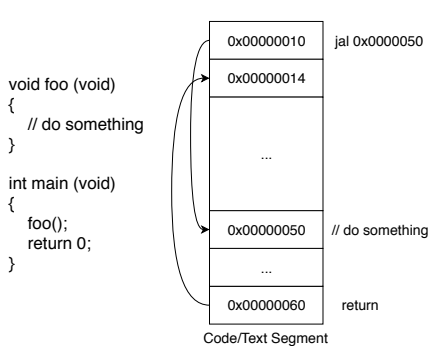 void foo (void)
{
// do something
}
int main (void)
{
foo();
return 0;
}
0x00000010 jal 0x0000050
0x00000014
...
0x00000050 // do something
...
0x00000060 return
Code/Text Segment